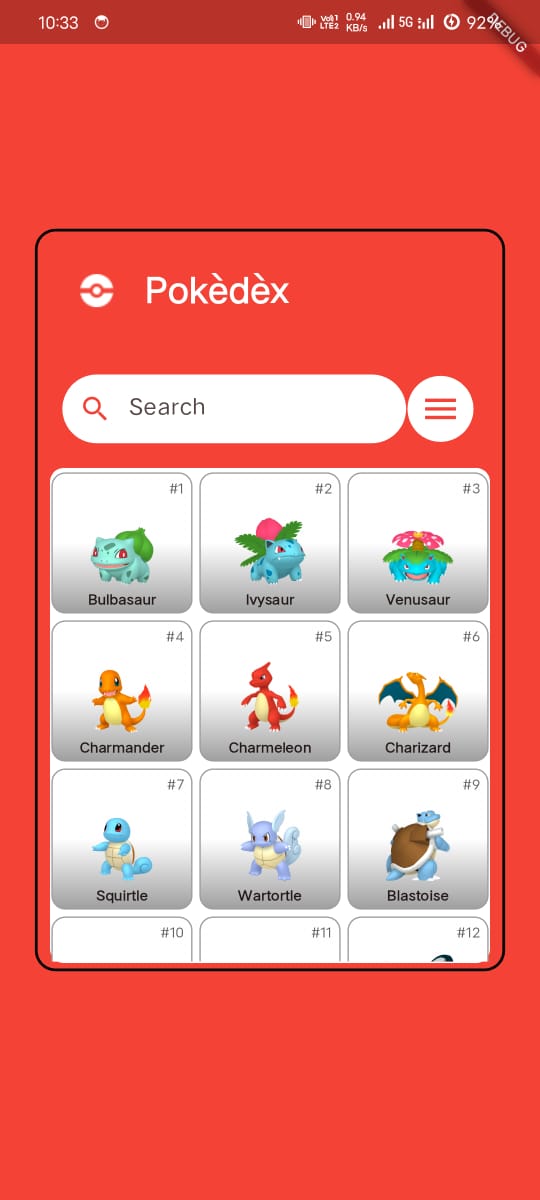 10:33
Vo)) 1
LTE2
0.94
KB/s
5G
92%
DEBUG
Pokèdèx
Search
#1
#2
#3
Bulbasaur
Ivysaur
Venusaur
#4
#5
#6
Charmander
Charmeleon
Charizard
#7
#8
#9
Squirtle
Wartortle
Blastoise
#10
#11
#12